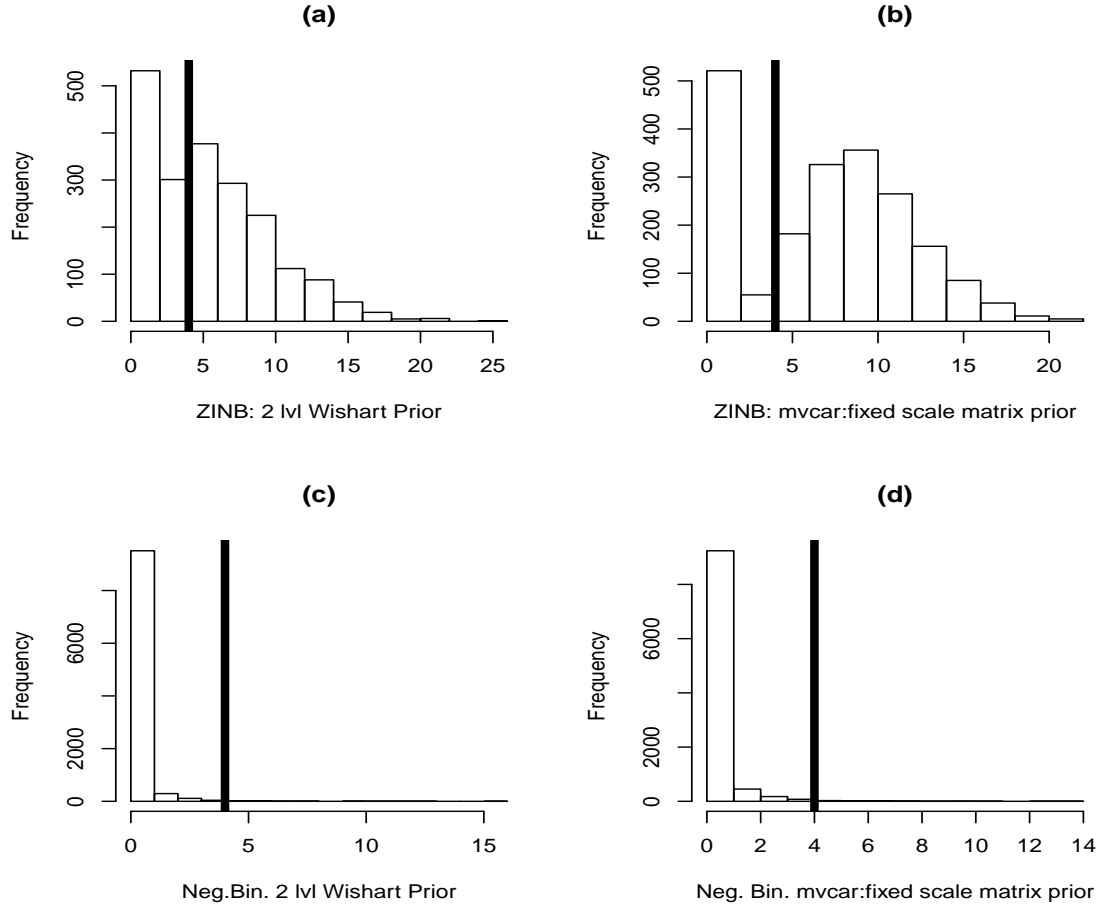 (a)
Frequency
0
100
300
500
0 5 10 15 20 25
ZINB: 2 lvl Wishart Prior
(b)
Frequency
0
100
200
300
400
500
0 5 10 15 20
ZINB: mvcar:fixed scale matrix prior
(c)
Frequency
0
2000
6000
0 5 10 15
Neg.Bin. 2 lvl Wishart Prior
(d)
Frequency
0
2000
6000
0 2 4 6 8 10 12 14
Neg. Bin. mvcar:fixed scale matrix prior